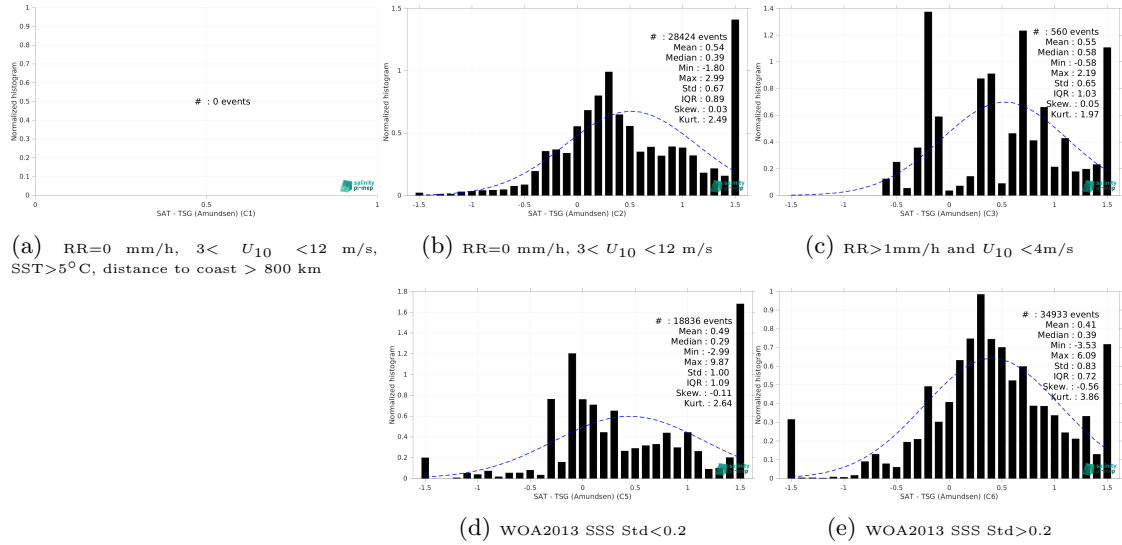 1
0.9
0.8
0.7
0.6
0.5
0.4
0.3
0.2
0.1
0
Normalized histogram
# : 0 events
salinity
pi-mep
0 0.5 1
SAT - TSG (Amundsen) (C1)
(a) RR=0 mm/h, 3< U10 <12 m/s,
SST>5°C, distance to coast > 800 km
1.5
1
0.5
0
Normalized histogram
# : 28424 events
Mean : 0.54
Median : 0.39
Min : -1.80
Max : 2.99
Std : 0.67
IQR : 0.89
Skew. : 0.03
Kurt. : 2.49
salinity
pi-mep
-1.5 -1 -0.5 0 0.5 1 1.5
SAT - TSG (Amundsen) (C2)
(b) RR=0 mm/h, 3< U10 <12 m/s
1.4
1.2
1
0.8
0.6
0.4
0.2
0
Normalized histogram
# : 560 events
Mean : 0.55
Median : 0.58
Min : -0.58
Max : 2.19
Std : 0.65
IQR : 1.03
Skew. : 0.05
Kurt. : 1.97
salinity
pi-mep
-1.5 -1 -0.5 0 0.5 1 1.5
SAT - TSG (Amundsen) (C3)
(c) RR>1mm/h and U10 <4m/s
1.8
1.6
1.4
1.2
1
0.8
0.6
0.4
0.2
0
Normalized histogram
# : 18836 events
Mean : 0.49
Median : 0.29
Min : -2.99
Max : 9.87
Std : 1.00
IQR : 1.09
Skew. : -0.11
Kurt. : 2.64
salinity
pi-mep
-1.5 -1 -0.5 0 0.5 1 1.5
SAT - TSG (Amundsen) (C5)
(d) WOA2013 SSS Std<0.2
1
0.9
0.8
0.7
0.6
0.5
0.4
0.3
0.2
0.1
0
Normalized histogram
# : 34933 events
Mean : 0.41
Median : 0.39
Min : -3.53
Max : 6.09
Std : 0.83
IQR : 0.72
Skew. : -0.56
Kurt. : 3.86
salinity
pi-mep
-1.5 -1 -0.5 0 0.5 1 1.5
SAT - TSG (Amundsen) (C6)
(e) WOA2013 SSS Std>0.2